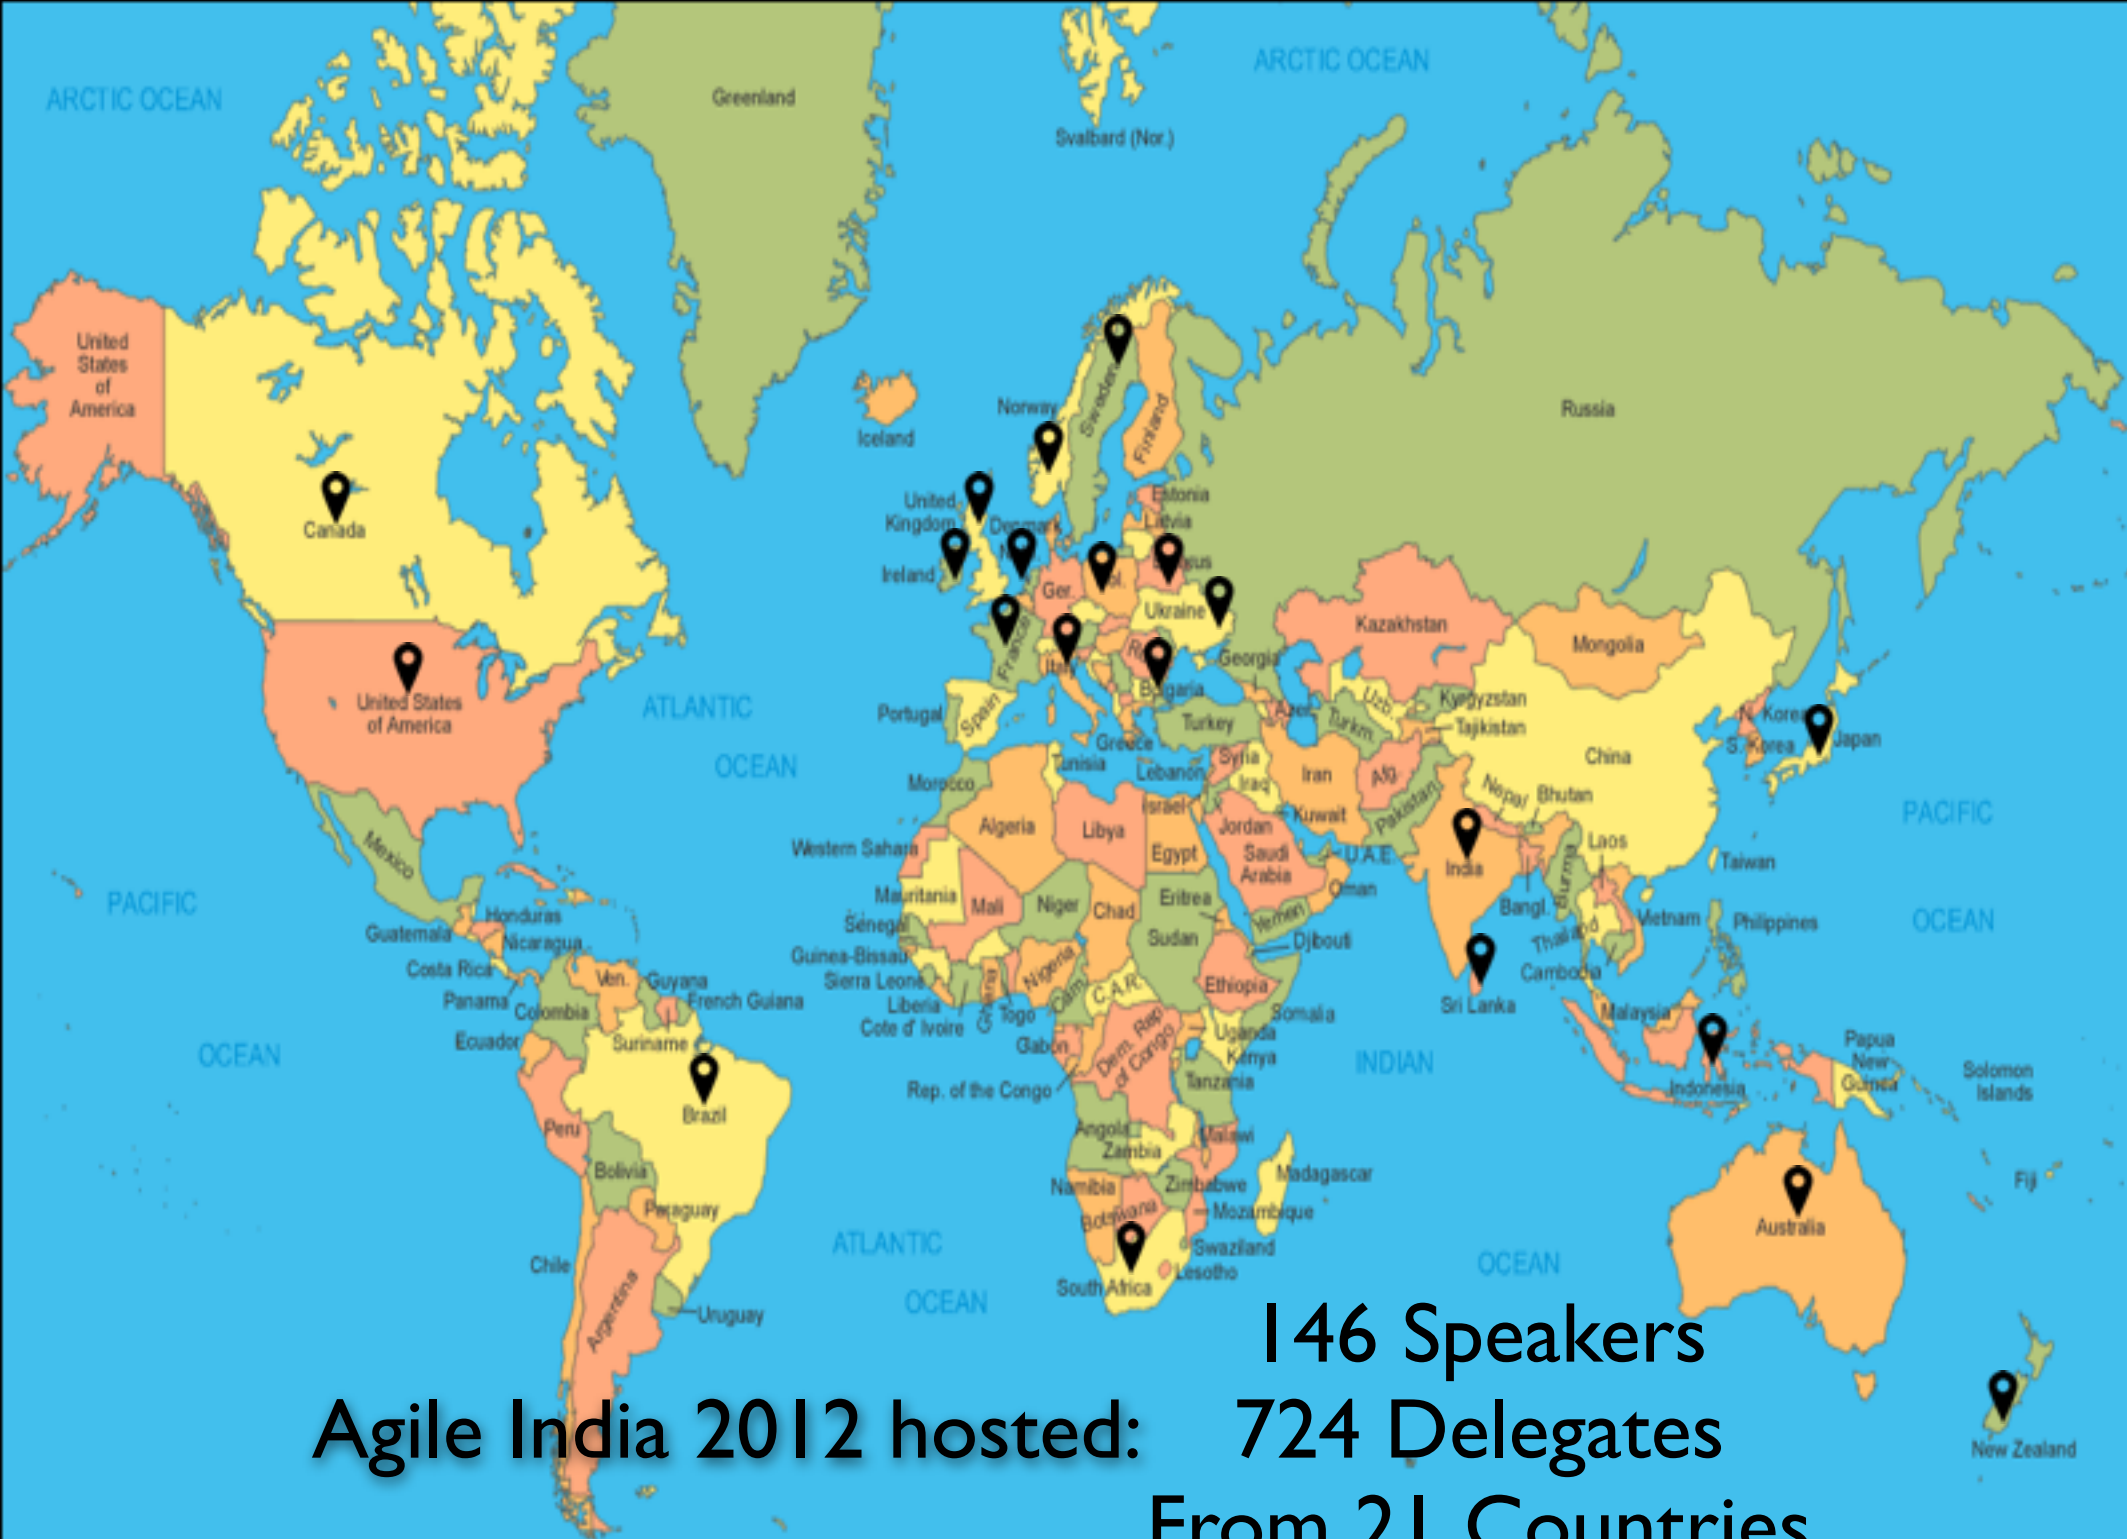 ARCTIC OCEAN
ARCTIC OCEAN
Greenland
Svalbard (Nor.)
United
States
of
America
Canada
Iceland
Norway
Sweden
Finland
Russia
United
Kingdom
Denmark
Estonia
Latvia
Ireland
Ger.
Ukraine
France
Kazakhstan
Mongolia
Georgia
United States
of America
ATLANTIC
OCEAN
Portugal
Spain
Bulgaria
Turkey
Greece
Uzb.
Turkm.
Kyrgyzstan
Tajikistan
China
N. Korea
S. Korea
Japan
Morocco
Tunisia
Lebanon
Syria
Iraq
Iran
Afg.
Pakistan
Nepal
Bhutan
PACIFIC
OCEAN
Mexico
Western Sahara
Algeria
Libya
Israel
Egypt
Jordan
Kuwait
Saudi
Arabia
U.A.E.
Oman
India
Laos
Burma
Taiwan
PACIFIC
OCEAN
Honduras
Guatemala
Nicaragua
Costa Rica
Panama
Mauritania
Mali
Niger
Chad
Eritrea
Yemen
Senegal
Guinea-Bissau
Sierra Leone
Liberia
Cote d' Ivoire
Ghana
Togo
Nigeria
Cam.
C.A.R.
Sudan
Djibouti
Ethiopia
Somalia
Bangl.
Thailand
Vietnam
Philippines
Cambodia
Sri Lanka
Malaysia
Ven.
Guyana
French Guiana
Colombia
Suriname
Ecuador
Brazil
Peru
Bolivia
Paraguay
Chile
Argentina
Uruguay
Gabon
Rep. of the Congo
Dem. Rep
of Congo
Uganda
Kenya
Tanzania
INDIAN
OCEAN
Indonesia
Papua
New
Guinea
Solomon
Islands
Angola
Zambia
Malawi
Madagascar
Namibia
Zimbabwe
Botswana
Mozambique
Swaziland
Lesotho
South Africa
ATLANTIC
OCEAN
Fiji
Australia
New Zealand
146 Speakers
Agile India 2012 hosted: 724 Delegates
From 21 Countries